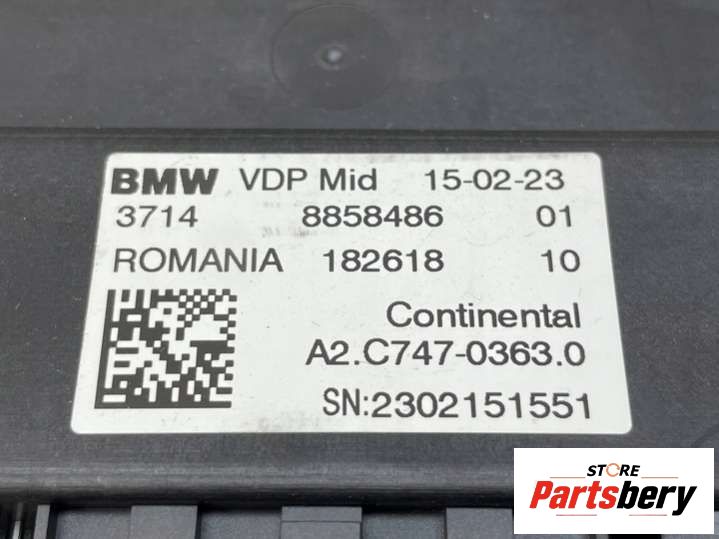 BMW VDP Mid 15-02-23
3714 8858486 01
ROMANIA 182618 10
Continental
A2.C747-0363.0
SN:2302151551
STORE
Partsbery